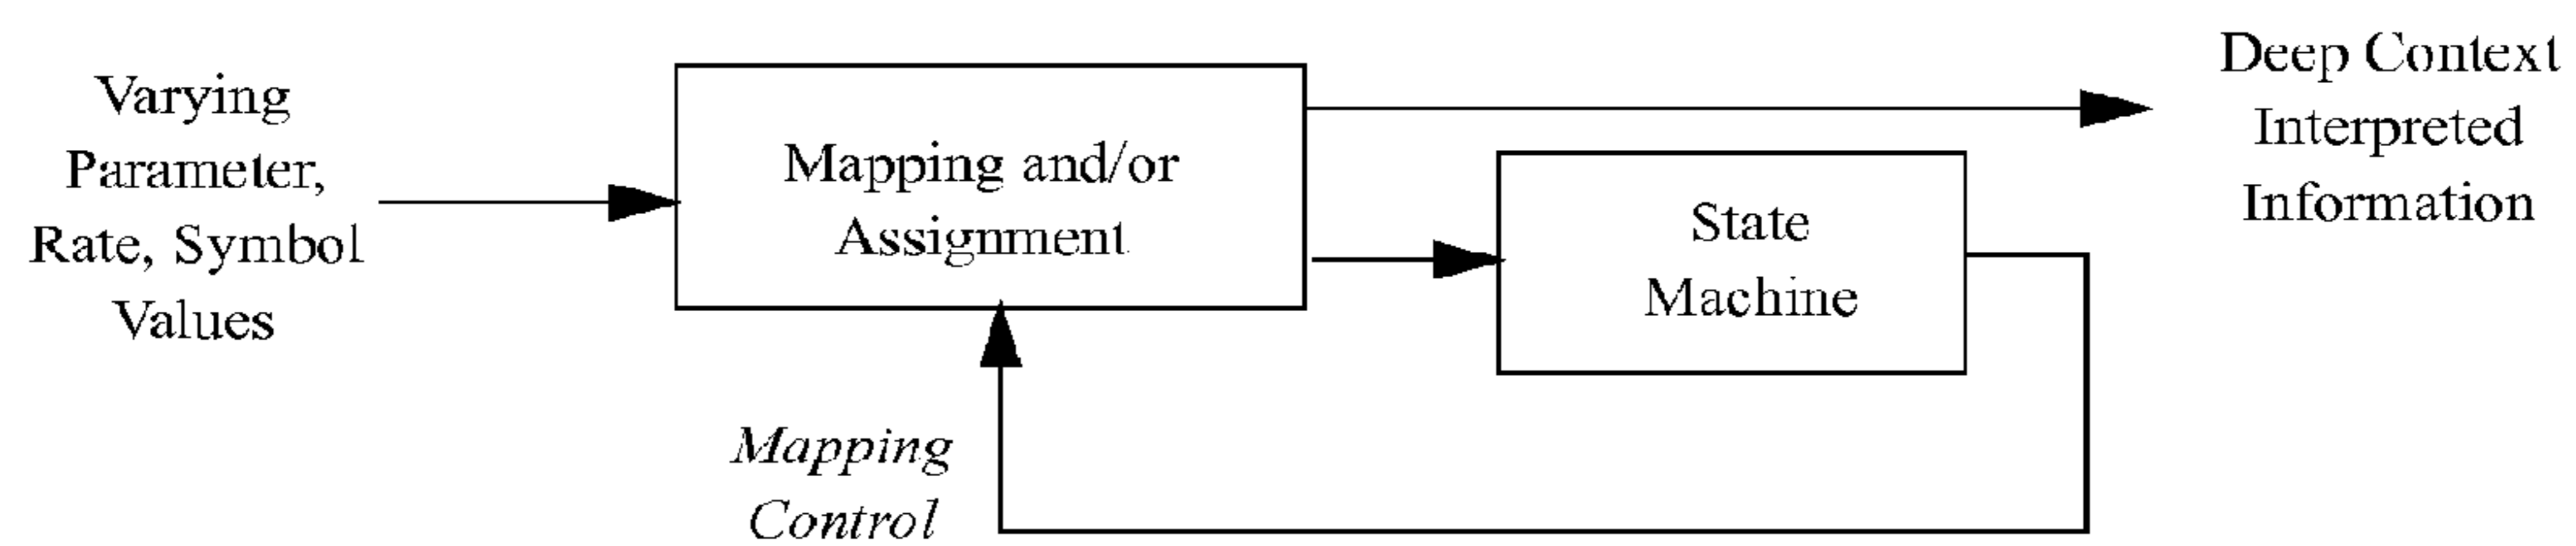 Varying
Parameter,
Rate, Symbol
Values
Mapping and/or
Assignment
State
Machine
Deep Context
Interpreted
Information
Mapping
Control